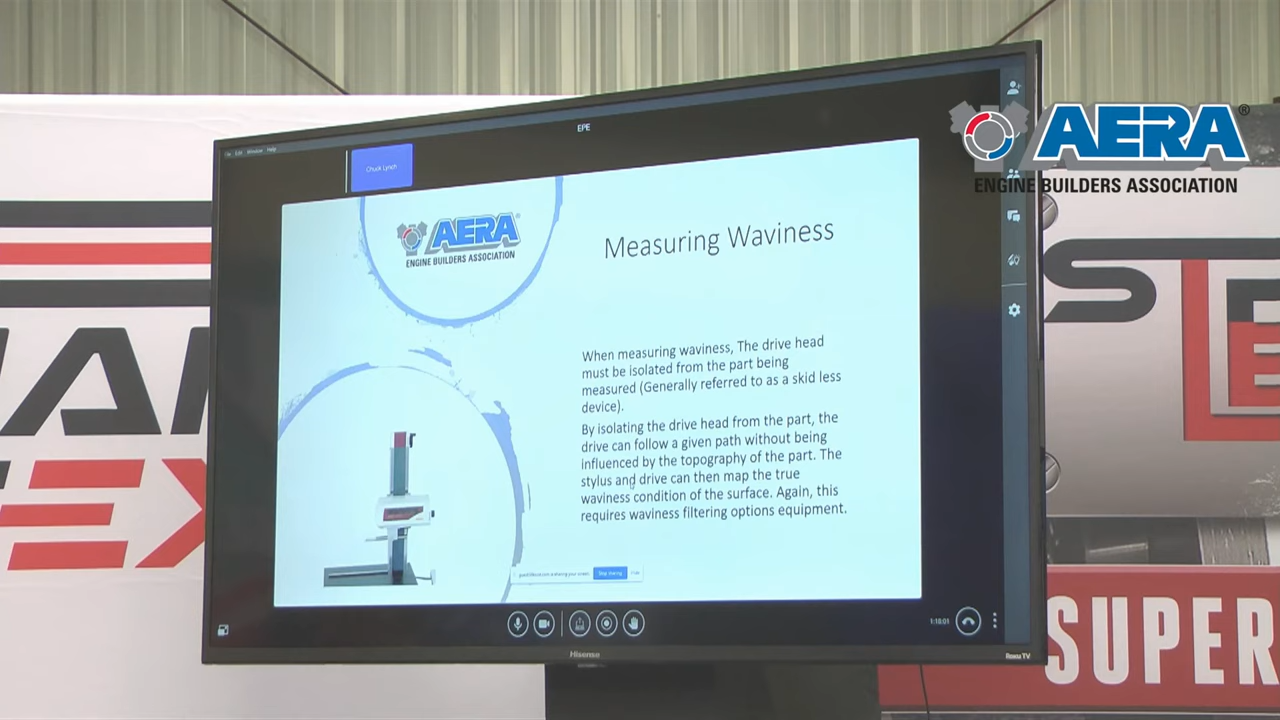 AERA®
ENGINE BUILDERS ASSOCIATION
EPE
Edit Window Help
Chuck Lynch
AERA®
ENGINE BUILDERS ASSOCIATION
Measuring Waviness
When measuring waviness, The drive head
must be isolated from the part being
measured (Generally referred to as a skid less
device).
By isolating the drive head from the part, the
drive can follow a given path without being
influenced by the topography of the part. The
stylus and drive can then map the true
waviness condition of the surface. Again, this
requires waviness filtering options equipment.
Stop sharing
Hide
1:18:01
Hisense
Roku TV
SUPER